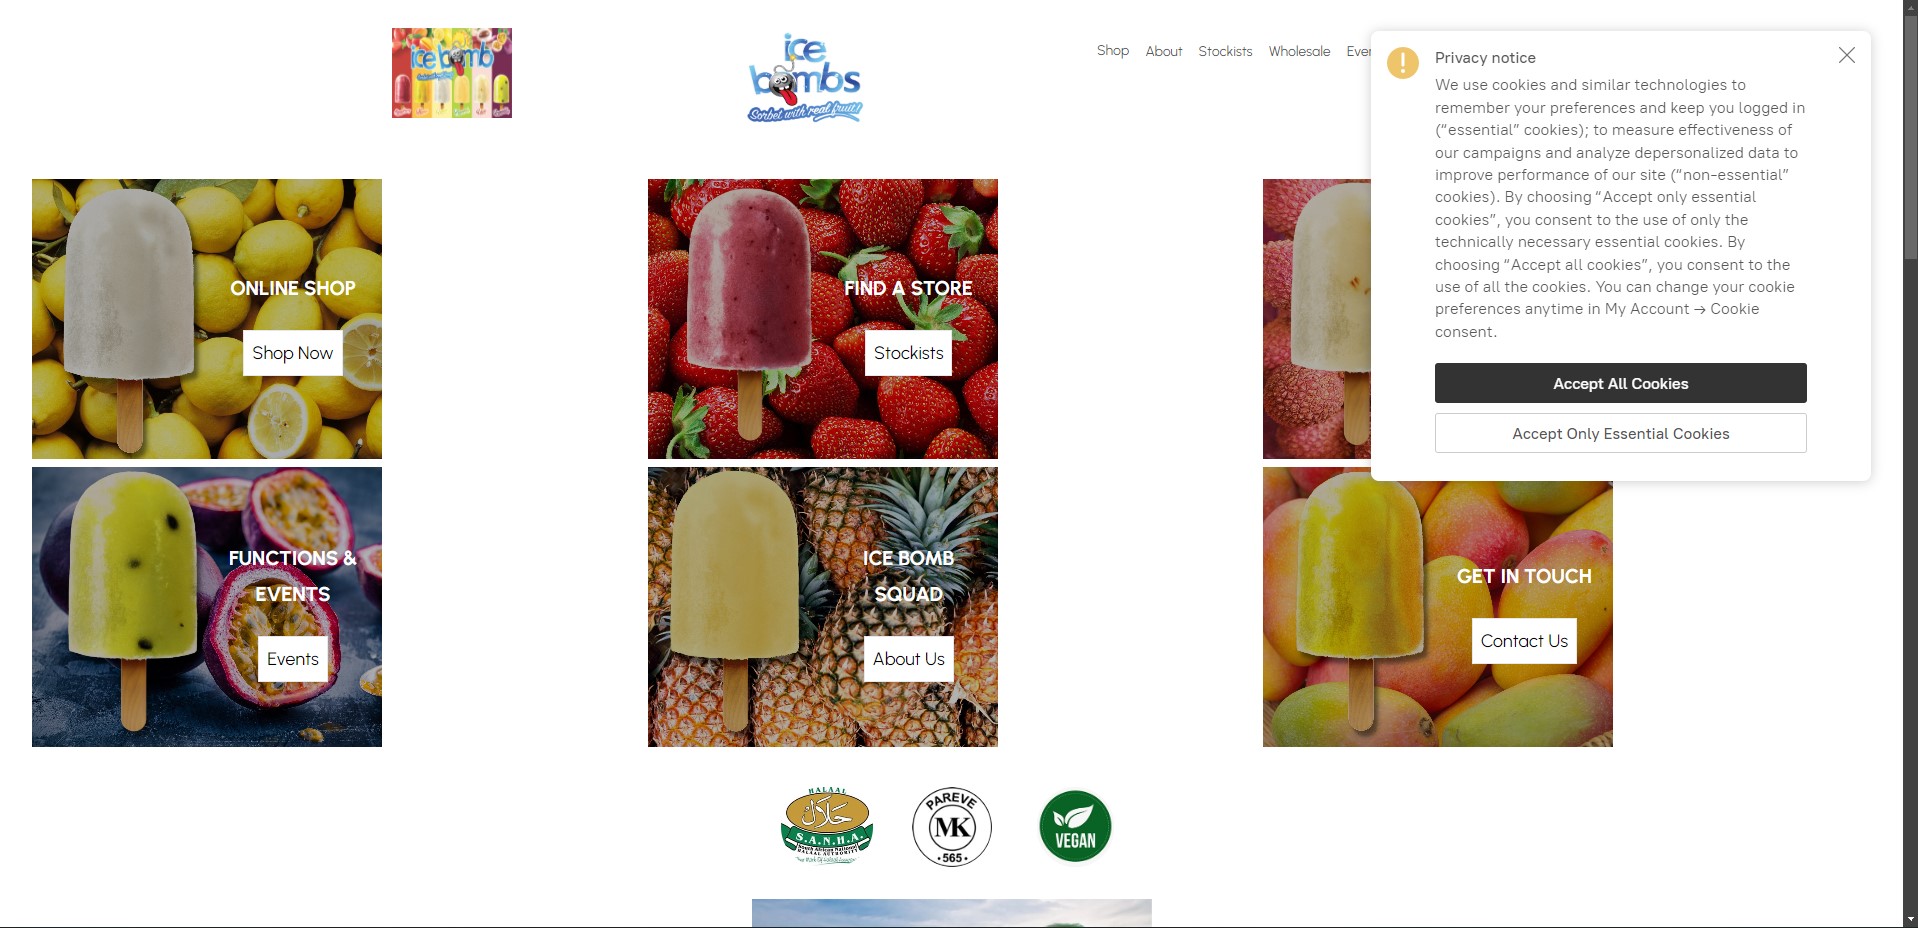 ice bomb
ice
bombs
Sorbet with real fruit!
Shop
About
Stockists
Wholesale
Privacy notice
We use cookies and similar technologies to
remember your preferences and keep you logged in
(“essential” cookies); to measure effectiveness of
our campaigns and analyze depersonalized data to
improve performance of our site (“non-essential”
cookies). By choosing “Accept only essential
cookies”, you consent to the use of only the
technically necessary essential cookies. By
choosing “Accept all cookies”, you consent to the
use of all the cookies. You can change your cookie
preferences anytime in My Account → Cookie
consent.
Accept All Cookies
Accept Only Essential Cookies
ONLINE SHOP
Shop Now
FIND A STORE
Stockists
FUNCTIONS &
EVENTS
Events
ICE BOMB
SQUAD
About Us
GET IN TOUCH
Contact Us
HALAAL
حلال
S.A.N.H.A.
South African National
HALAAL AUTHORITY
PAREVE
MK
•565•
VEGAN